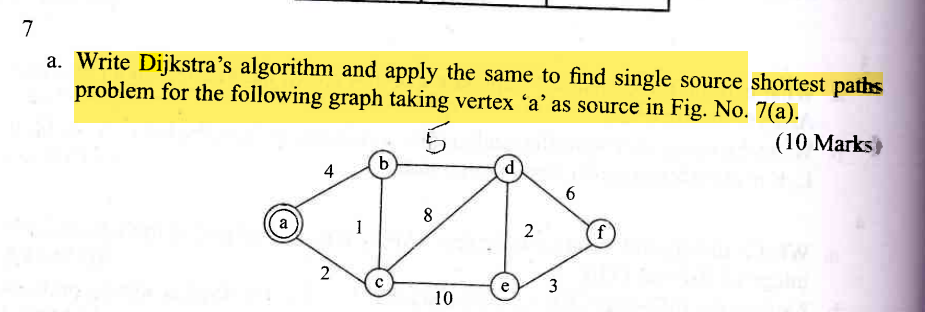 7
a. Write Dijkstra's algorithm and apply the same to find single source shortest paths
problem for the following graph taking vertex 'a' as source in Fig. No. 7(a).
(10 Marks)
5
4
b
d
6
a
1
8
2
f
2
c
10
e
3